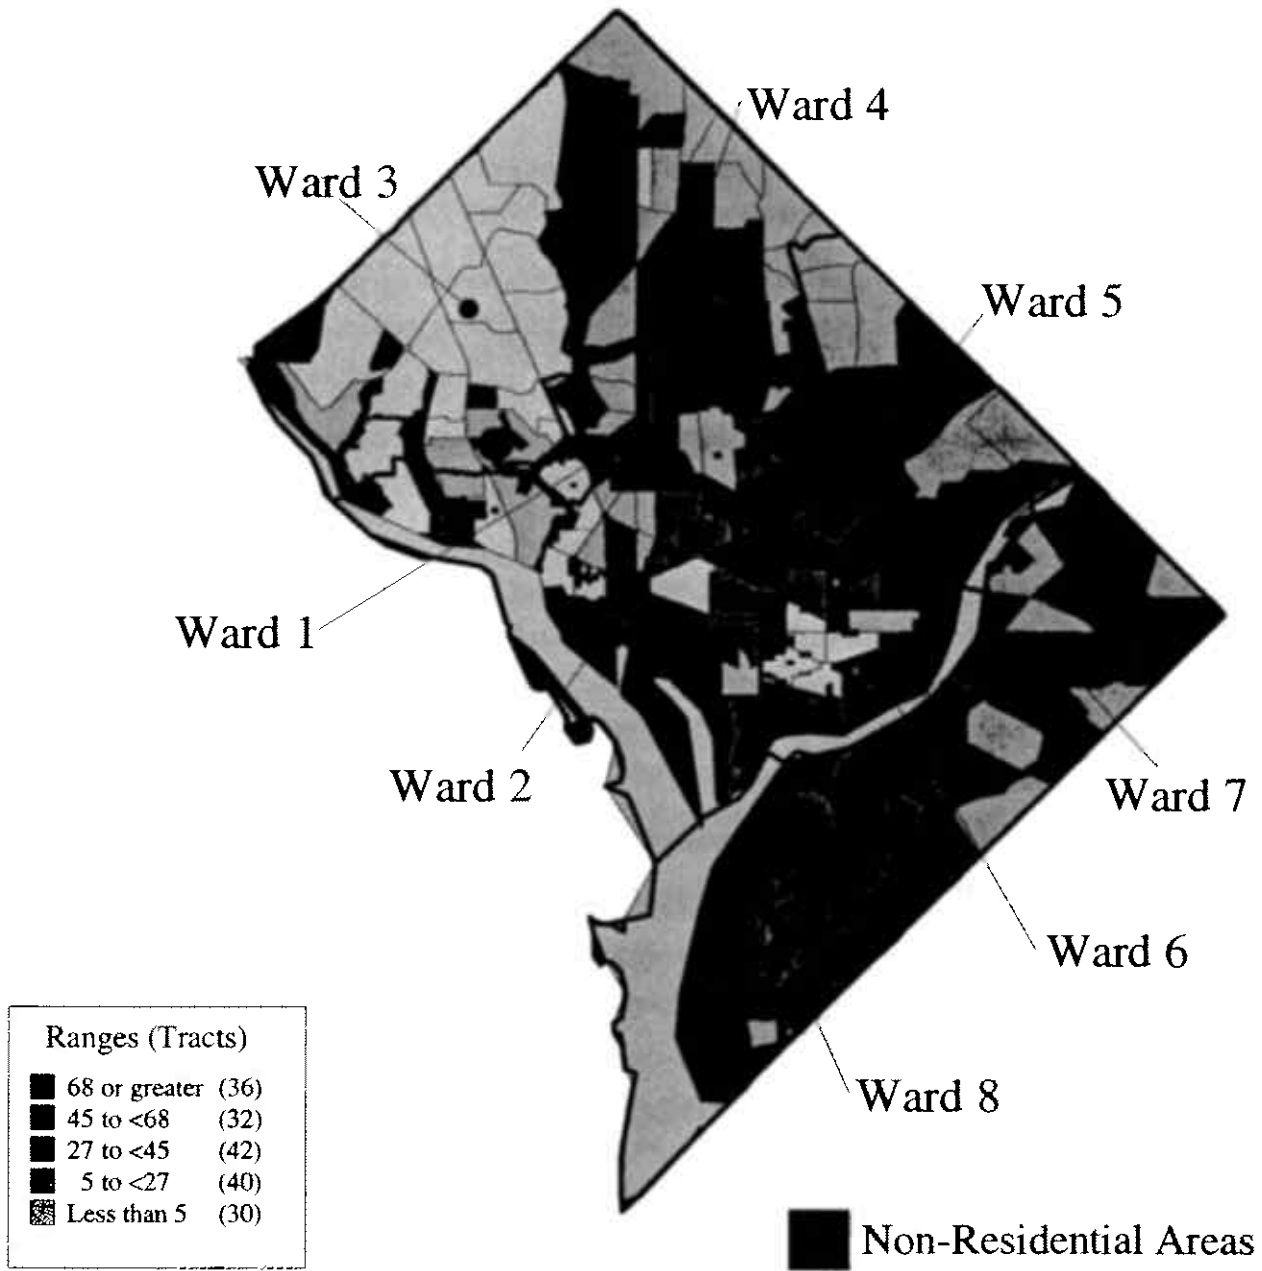 Ward 4
Ward 3
Ward 5
Ward 1
Ward 2
Ward 7
Ward 6
Ward 8
Ranges (Tracts)
68 or greater (36)
45 to <68 (32)
27 to <45 (42)
5 to <27 (40)
Less than 5 (30)
Non-Residential Areas